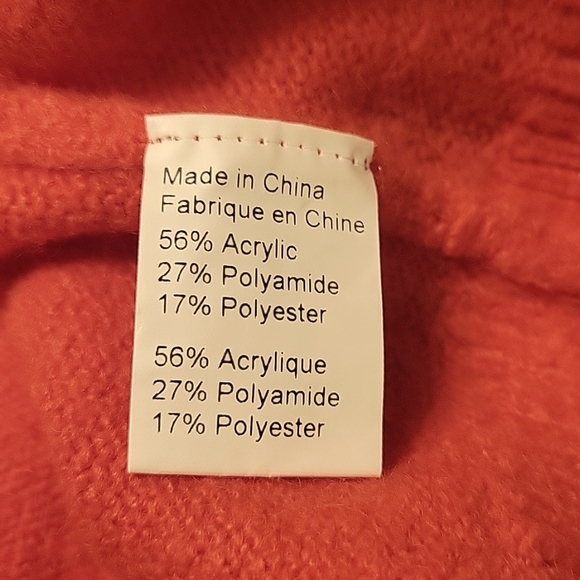 Made in China
Fabrique en Chine
56% Acrylic
27% Polyamide
17% Polyester
56% Acrylique
27% Polyamide
17% Polyester